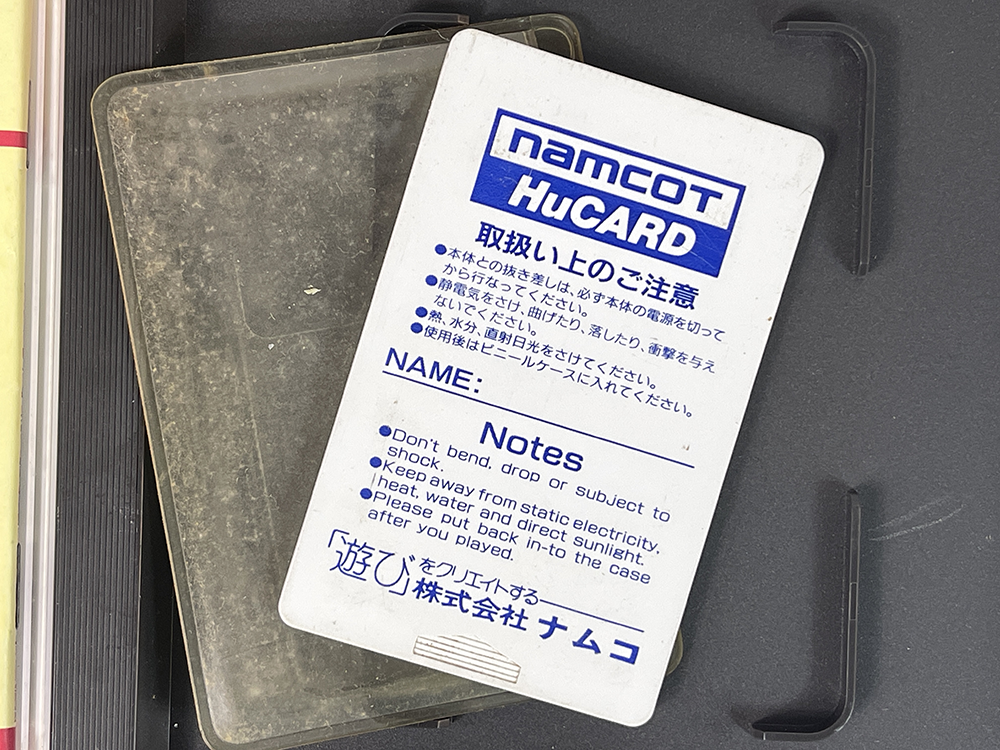 namcot
HuCARD
取扱い上のご注意
●本体との抜き差しは、必ず本体の電源を切って
から行なってください。
●静電気をさけ、曲げたり、落したり、衝撃を与え
ないでください。
●熱、水分、直射日光をさけてください。
●使用後はビニールケースに入れてください。
NAME:
Notes
●Don't bend, drop or subject to
shock.
●Keep away from static electricity,
heat, water and direct sunlight.
●Please put back in-to the case
after you played.
「遊び」をクリエイトする
株式会社ナムコ